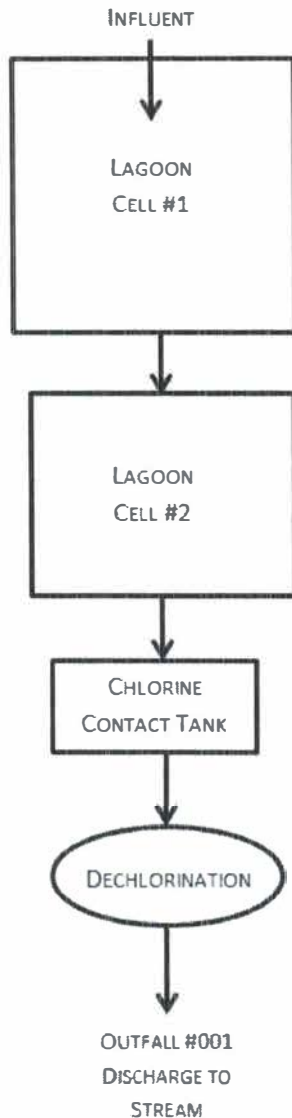 INFLUENT
LAGOON
CELL #1
LAGOON
CELL #2
CHLORINE
CONTACT TANK
DECHLORINATION
OUTFALL #001
DISCHARGE TO
STREAM